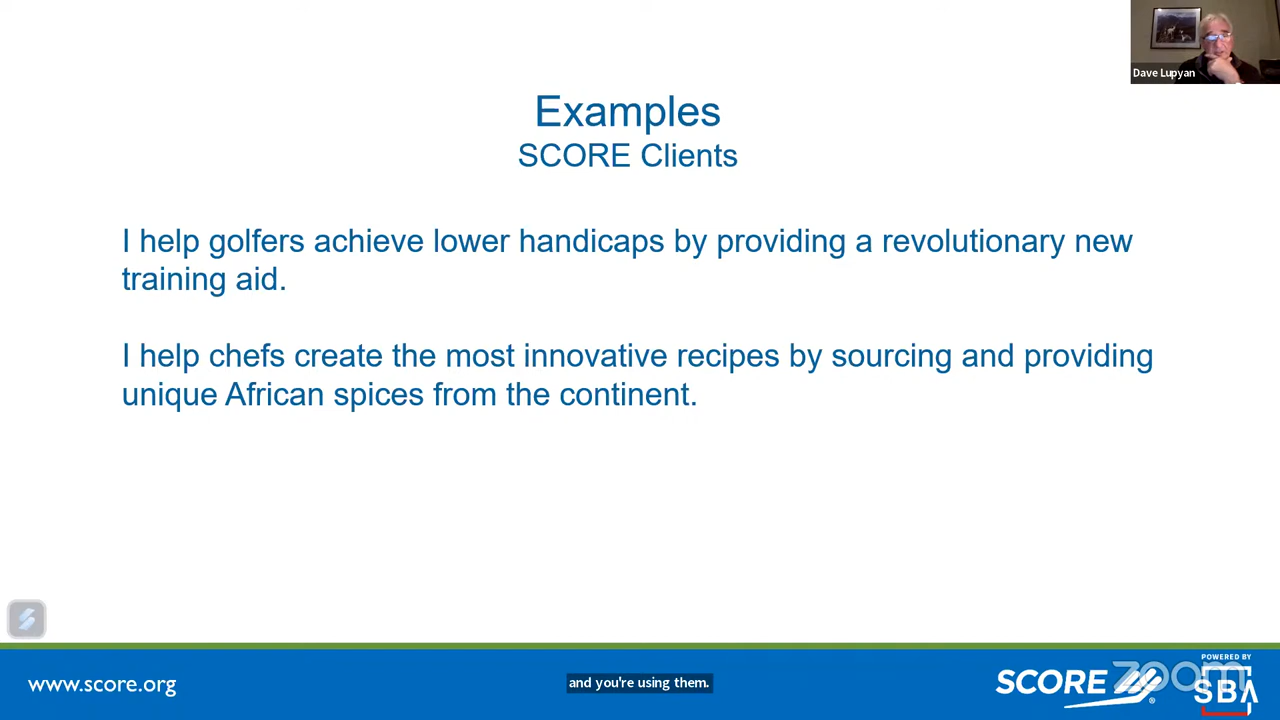 Dave Lupyan
Examples
SCORE Clients
I help golfers achieve lower handicaps by providing a revolutionary new
training aid.
I help chefs create the most innovative recipes by sourcing and providing
unique African spices from the continent.
www.score.org
and you're using them.
SCORE
®
zoom
POWERED BY
SBA